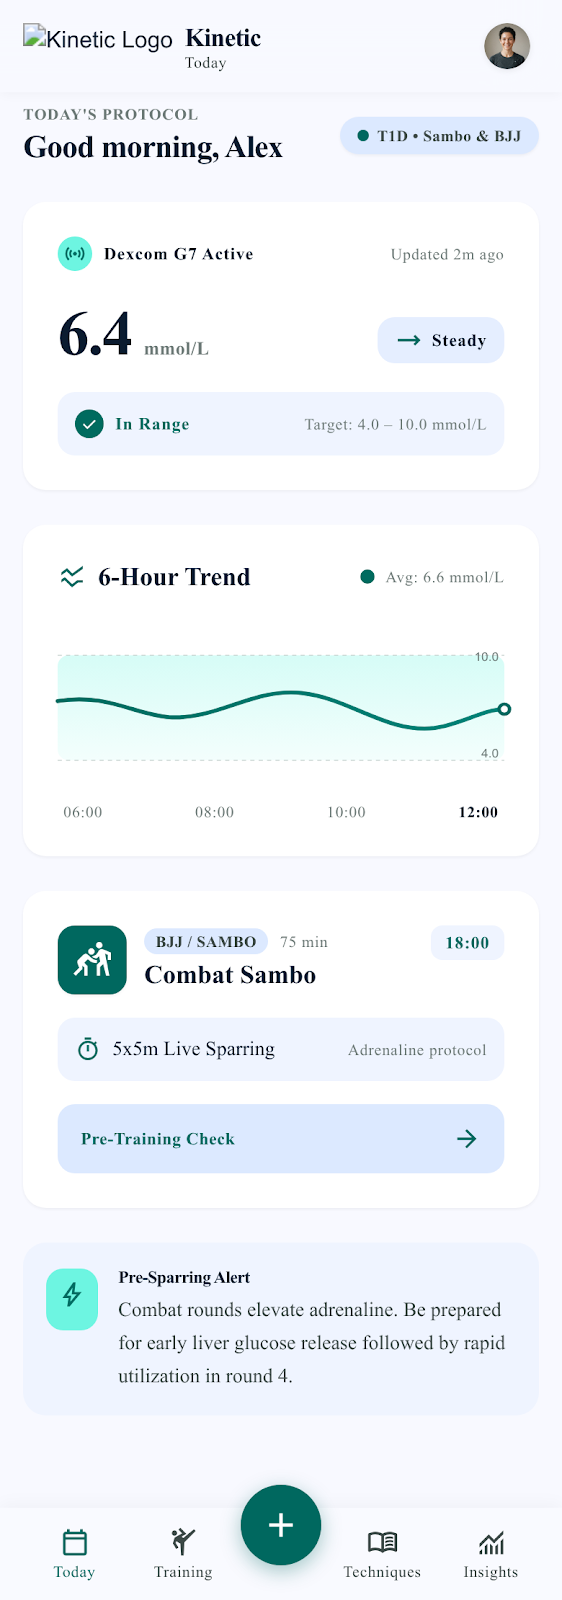 Kinetic Logo
Kinetic
Today
TODAY'S PROTOCOL
Good morning, Alex
T1D • Sambo & BJJ
Dexcom G7 Active
Updated 2m ago
6.4 mmol/L
Steady
In Range
Target: 4.0 – 10.0 mmol/L
6-Hour Trend
Avg: 6.6 mmol/L
10.0
4.0
06:00 08:00 10:00 12:00
BJJ / SAMBO 75 min
18:00
Combat Sambo
5x5m Live Sparring
Adrenaline protocol
Pre-Training Check
Pre-Sparring Alert
Combat rounds elevate adrenaline. Be prepared
for early liver glucose release followed by rapid
utilization in round 4.
Today Training Techniques Insights